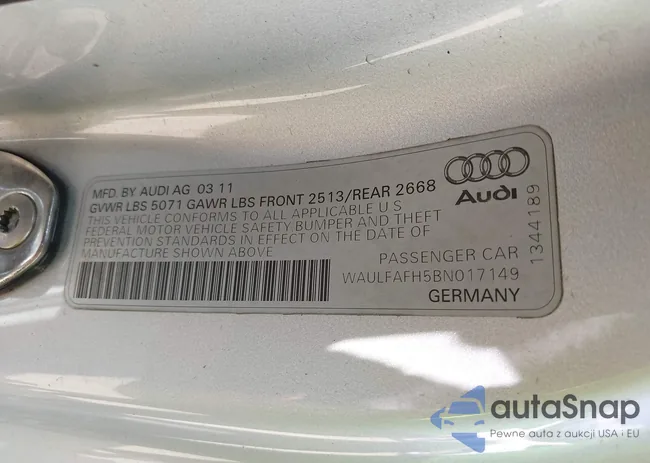 MFD. BY AUDI AG 03 11
GVWR LBS 5071 GAWR LBS FRONT 2513/REAR 2668
THIS VEHICLE CONFORMS TO ALL APPLICABLE U S
FEDERAL MOTOR VEHICLE SAFETY BUMPER AND THEFT
PREVENTION STANDARDS IN EFFECT ON THE DATE OF
MANUFACTURE SHOWN ABOVE
Audi
PASSENGER CAR
WAULFAFH5BN017149
GERMANY
1344189
autaSnap
Pewne auta z aukcji USA i EU